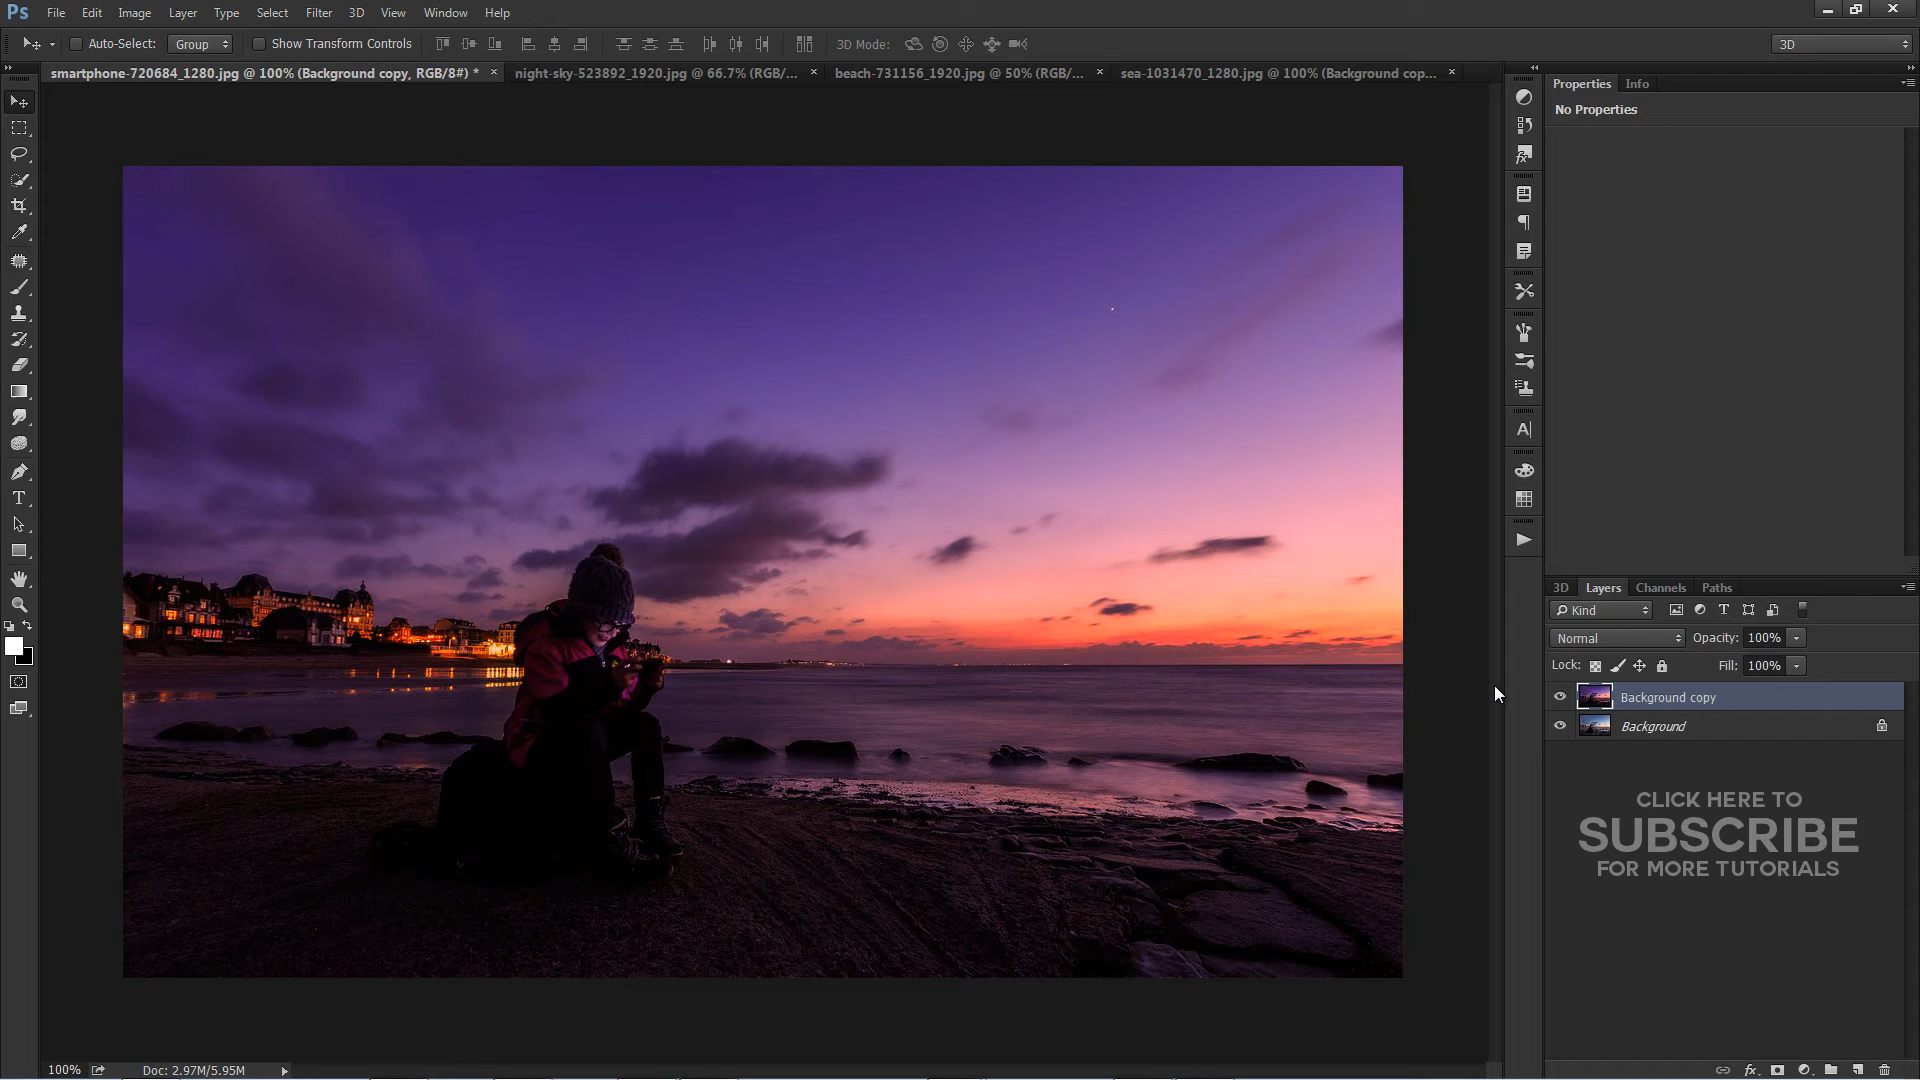 Ps File Edit Image Layer Type Select Filter 3D View Window Help
Auto-Select: Group Show Transform Controls 3D Mode: 3D
smartphone-720684_1280.jpg @ 100% (Background copy, RGB/8#) * × night-sky-523892_1920.jpg @ 66.7% (RGB/... × beach-731156_1920.jpg @ 50% (RGB/... × sea-1031470_1280.jpg @ 100% (Background cop... ×
Properties Info
No Properties
3D Layers Channels Paths
Kind
Normal Opacity: 100%
Lock: Fill: 100%
Background copy
Background
CLICK HERE TO
SUBSCRIBE
FOR MORE TUTORIALS
100% Doc: 2.97M/5.95M